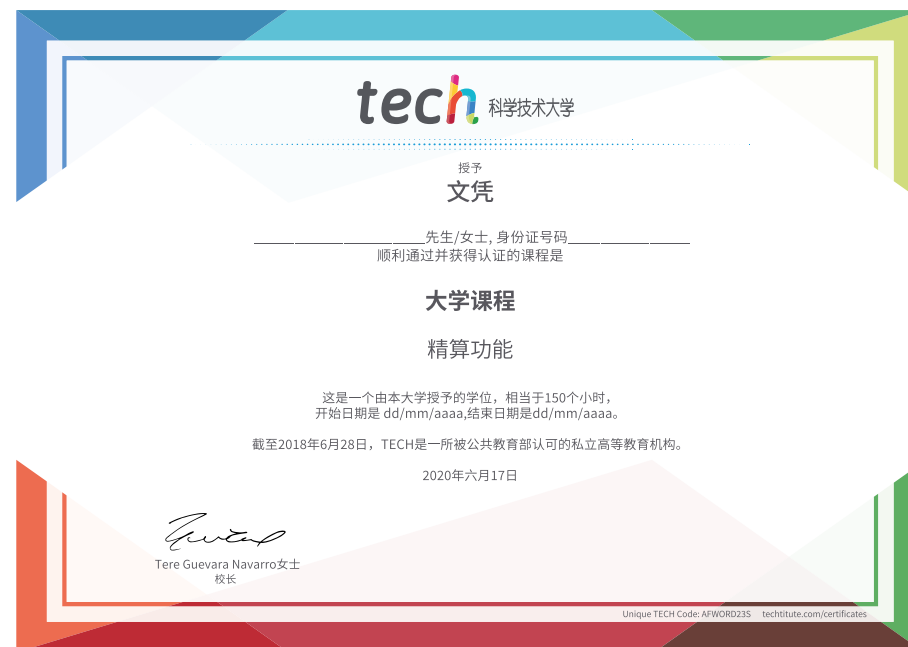 tech 科学技术大学
授予
文凭
____________________先生/女士, 身份证号码_______________
顺利通过并获得认证的课程是
大学课程
精算功能
这是一个由本大学授予的学位，相当于150个小时，
开始日期是 dd/mm/aaaa,结束日期是dd/mm/aaaa。
截至2018年6月28日，TECH是一所被公共教育部认可的私立高等教育机构。
2020年六月17日
Tere Guevara Navarro女士
校长
Unique TECH Code: AFWORD23S techtitute.com/certificates